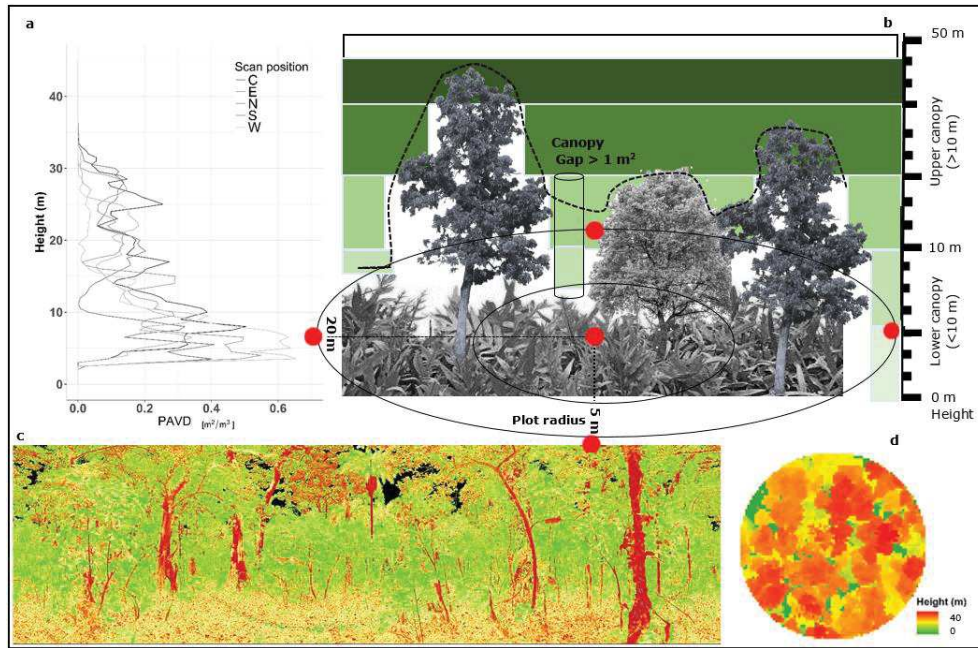 a
Scan position
C
E
N
S
W
40
30
20
10
0
Height (m)
0.0 0.2 0.4 0.6
PAVD [m²/m³]
b
50 m
Canopy
Gap > 1 m²
Upper canopy
(>10 m)
10 m
Lower canopy
(<10 m)
0 m
Height
20 m
Plot radius
5 m
c
d
Height (m)
40
0